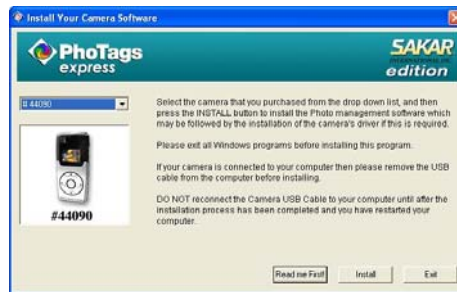 Install Your Camera Software
PhoTags
express
SAKAR
edition
# 44090
#44090
Select the camera that you purchased from the drop down list, and then
press the INSTALL button to install the Photo management software which
may be followed by the installation of the camera's driver if this is required.
Please exit all Windows programs before installing this program.
If your camera is connected to your computer then please remove the USB
cable from the computer before installing.
DO NOT reconnect the Camera USB Cable to your computer until after the
installation process has been completed and you have restarted your
computer.
Read me First!
Install
Exit